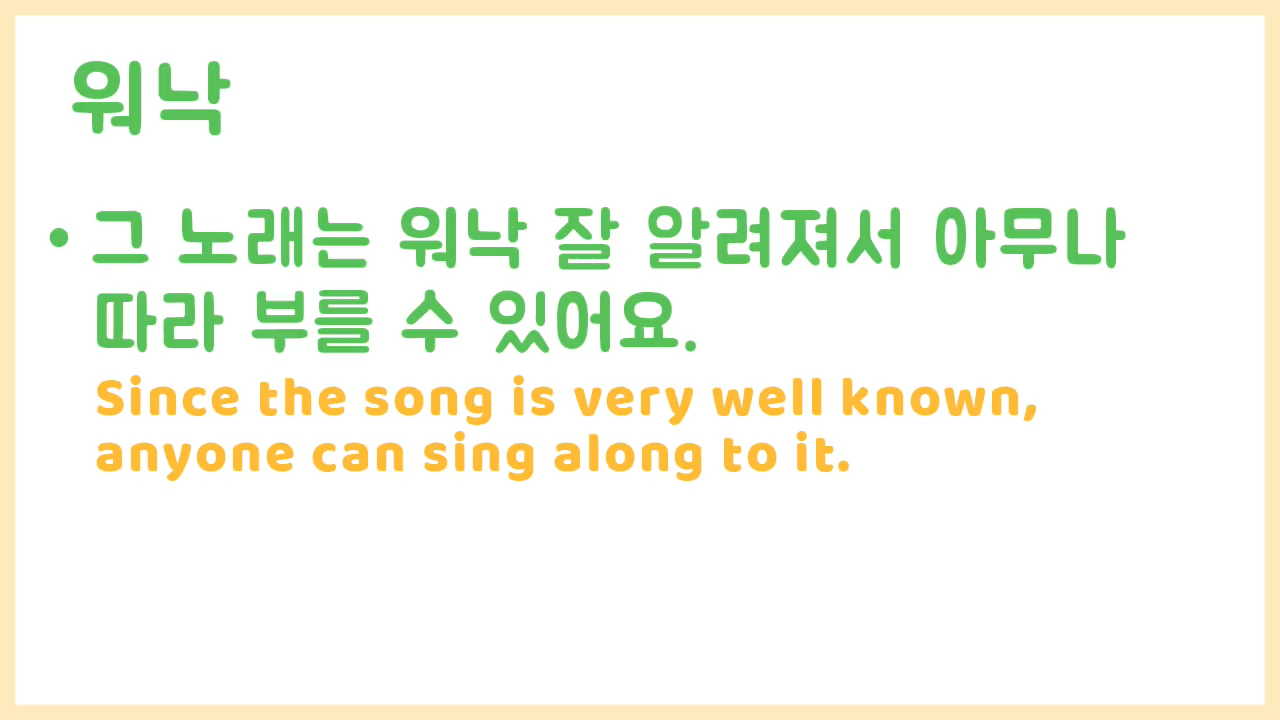 워낙
• 그 노래는 워낙 잘 알려져서 아무나
따라 부를 수 있어요.
Since the song is very well known,
anyone can sing along to it.